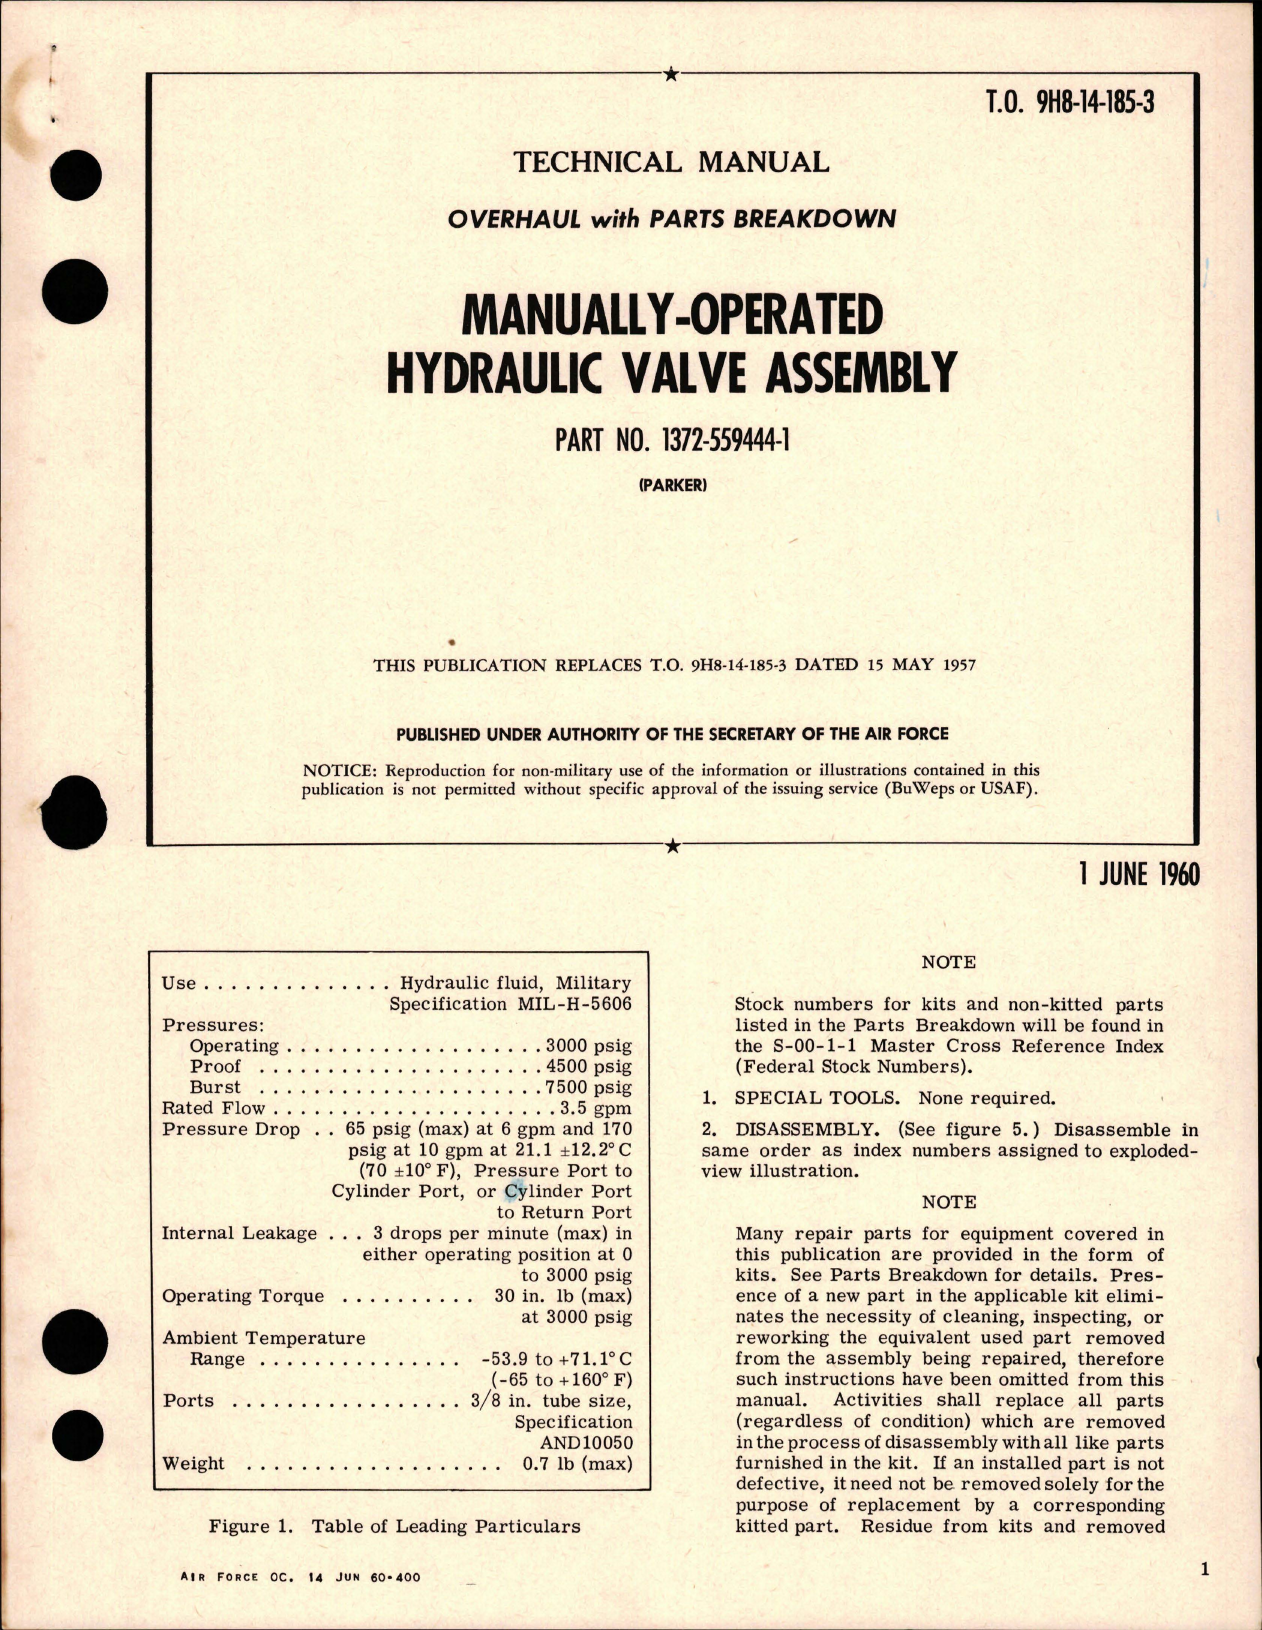 T.O. 9H8-14-185-3
TECHNICAL MANUAL
OVERHAUL with PARTS BREAKDOWN
MANUALLY-OPERATED
HYDRAULIC VALVE ASSEMBLY
PART NO. 1372-559444-1
(PARKER)
THIS PUBLICATION REPLACES T.O. 9H8-14-185-3 DATED 15 MAY 1957
PUBLISHED UNDER AUTHORITY OF THE SECRETARY OF THE AIR FORCE
NOTICE: Reproduction for non-military use of the information or illustrations contained in this
publication is not permitted without specific approval of the issuing service (BuWeps or USAF).
1 JUNE 1960
Use . . . . . . . . . . . . . . Hydraulic fluid, Military
Specification MIL-H-5606
Pressures:
Operating . . . . . . . . . . . . . . . . . . . 3000 psig
Proof . . . . . . . . . . . . . . . . . . . . . 4500 psig
Burst . . . . . . . . . . . . . . . . . . . . . 7500 psig
Rated Flow . . . . . . . . . . . . . . . . . . . . . 3.5 gpm
Pressure Drop . . 65 psig (max) at 6 gpm and 170
psig at 10 gpm at 21.1 ±12.2° C
(70 ±10° F), Pressure Port to
Cylinder Port, or Cylinder Port
to Return Port
Internal Leakage . . . 3 drops per minute (max) in
either operating position at 0
to 3000 psig
Operating Torque . . . . . . . . . . 30 in. lb (max)
at 3000 psig
Ambient Temperature
Range . . . . . . . . . . . . . . . -53.9 to +71.1° C
(-65 to +160° F)
Ports . . . . . . . . . . . . . . . . . 3/8 in. tube size,
Specification
AND10050
Weight . . . . . . . . . . . . . . . . . . . 0.7 lb (max)
Figure 1. Table of Leading Particulars
NOTE
Stock numbers for kits and non-kitted parts
listed in the Parts Breakdown will be found in
the S-00-1-1 Master Cross Reference Index
(Federal Stock Numbers).
1. SPECIAL TOOLS. None required.
2. DISASSEMBLY. (See figure 5.) Disassemble in
same order as index numbers assigned to exploded-
view illustration.
NOTE
Many repair parts for equipment covered in
this publication are provided in the form of
kits. See Parts Breakdown for details. Pres-
ence of a new part in the applicable kit elimi-
nates the necessity of cleaning, inspecting, or
reworking the equivalent used part removed
from the assembly being repaired, therefore
such instructions have been omitted from this
manual. Activities shall replace all parts
(regardless of condition) which are removed
in the process of disassembly with all like parts
furnished in the kit. If an installed part is not
defective, it need not be removed solely for the
purpose of replacement by a corresponding
kitted part. Residue from kits and removed
AIR FORCE OC, 14 JUN 60-400
1